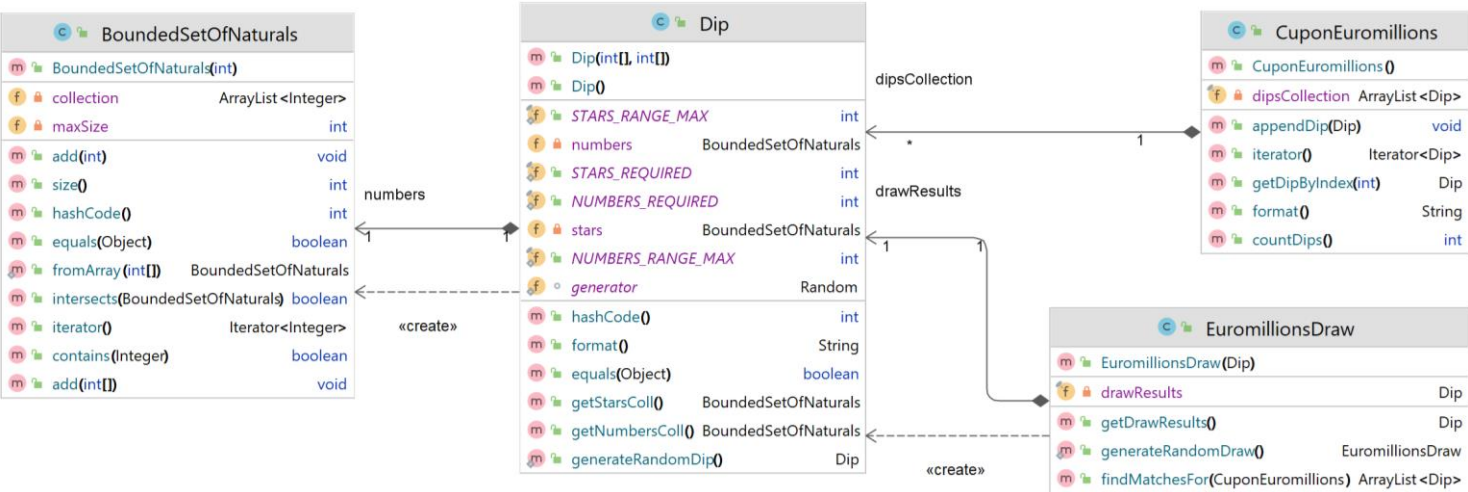 BoundedSetOfNaturals
BoundedSetOfNaturals(int)
collection ArrayList<Integer>
maxSize int
add(int) void
size() int
hashCode() int
equals(Object) boolean
fromArray(int[]) BoundedSetOfNaturals
intersects(BoundedSetOfNaturals) boolean
iterator() Iterator<Integer>
contains(Integer) boolean
add(int[]) void
numbers
1 1
«create»
Dip
Dip(int[], int[])
Dip()
STARS_RANGE_MAX int
numbers BoundedSetOfNaturals
STARS_REQUIRED int
NUMBERS_REQUIRED int
stars BoundedSetOfNaturals
NUMBERS_RANGE_MAX int
generator Random
hashCode() int
format() String
equals(Object) boolean
getStarsColl() BoundedSetOfNaturals
getNumbersColl() BoundedSetOfNaturals
generateRandomDip() Dip
dipsCollection
* 1
drawResults
1 1
«create»
CuponEuromillions
CuponEuromillions()
dipsCollection ArrayList<Dip>
appendDip(Dip) void
iterator() Iterator<Dip>
getDipByIndex(int) Dip
format() String
countDips() int
EuromillionsDraw
EuromillionsDraw(Dip)
drawResults Dip
getDrawResults() Dip
generateRandomDraw() EuromillionsDraw
findMatchesFor(CuponEuromillions) ArrayList<Dip>